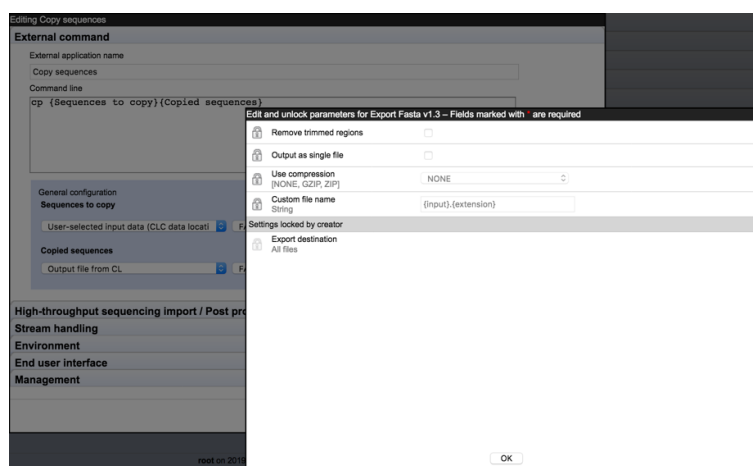 Editing Copy sequences
External command
External application name
Copy sequences
Command line
cp {Sequences to copy}{Copied sequences}
General configuration
Sequences to copy
User-selected input data (CLC data locati
Copied sequences
Output file from CL
High-throughput sequencing import / Post pro
Stream handling
Environment
End user interface
Management
root on 2019
Edit and unlock parameters for Export Fasta v1.3 – Fields marked with * are required
Remove trimmed regions
Output as single file
Use compression
[NONE, GZIP, ZIP]
NONE
Custom file name
String
{input}.{extension}
Settings locked by creator
Export destination
All files
OK